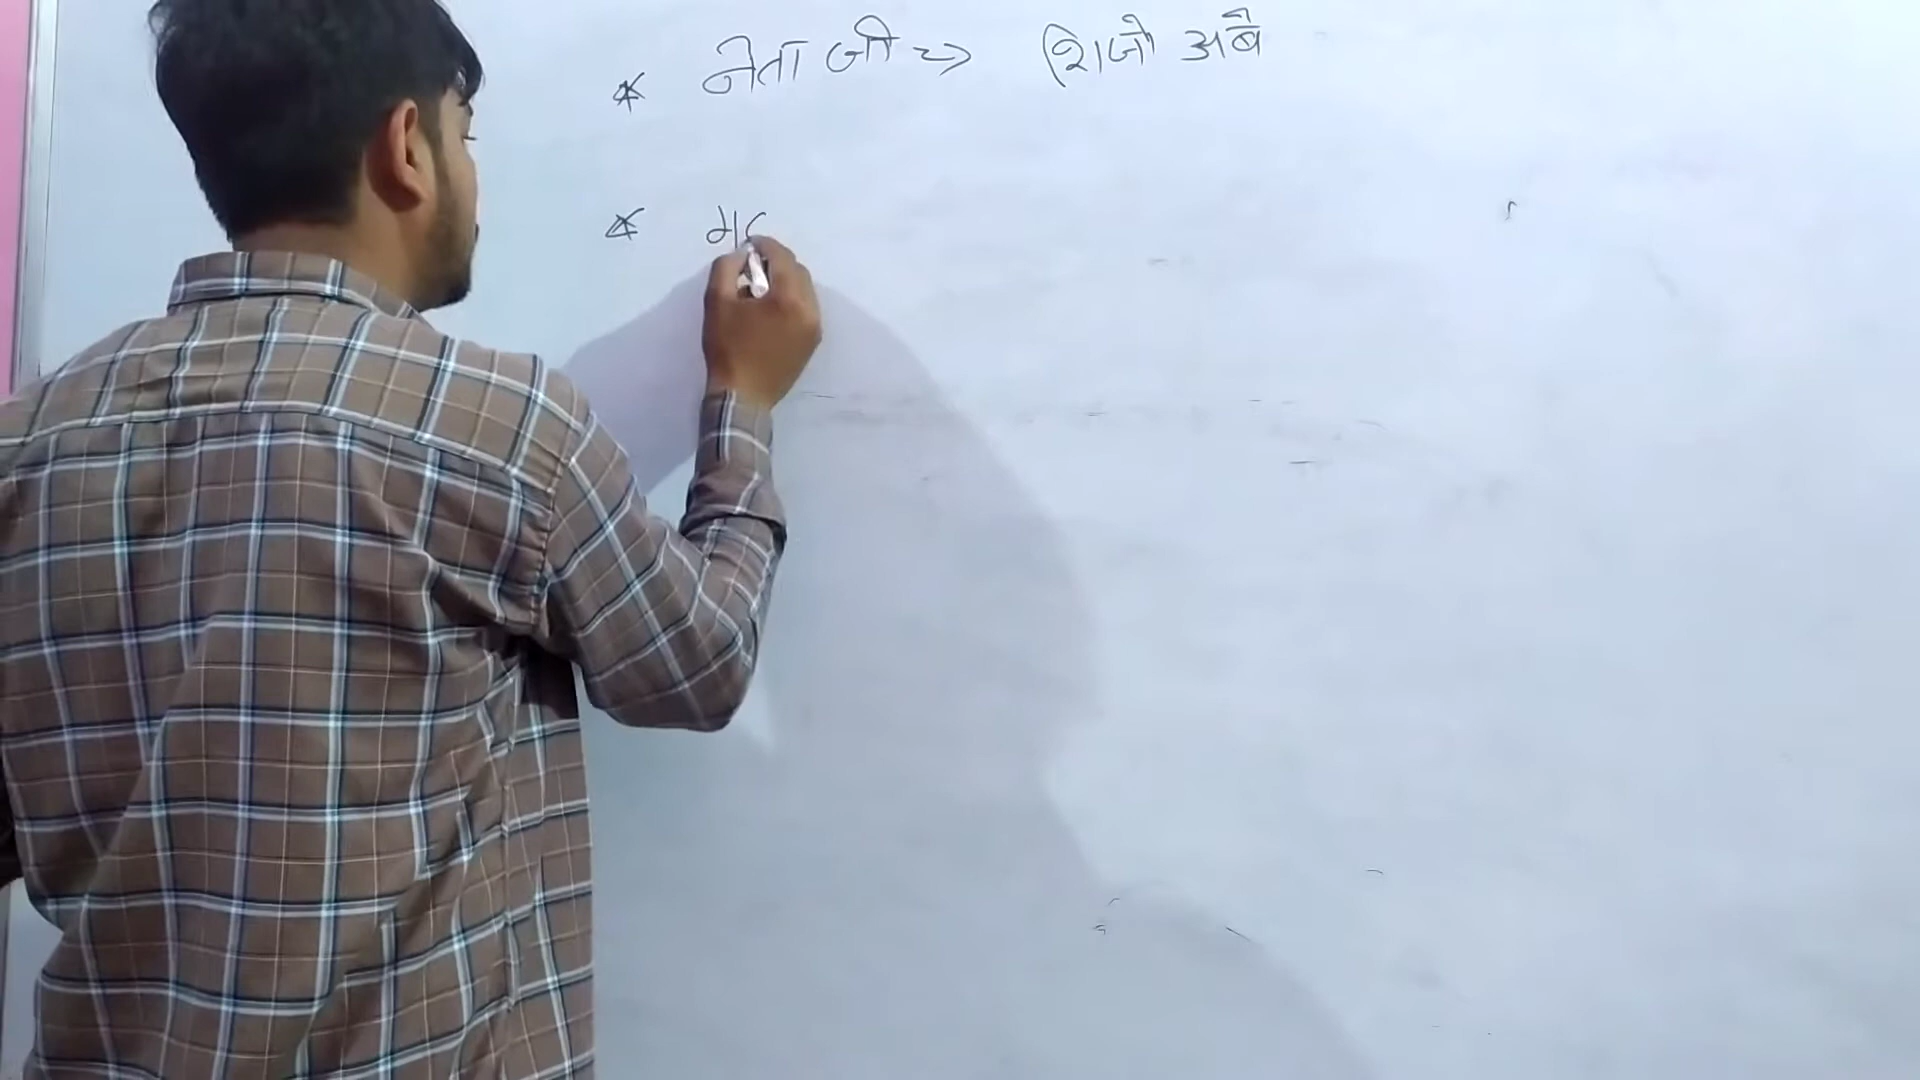 * नेता जी => शिजो अबे
*